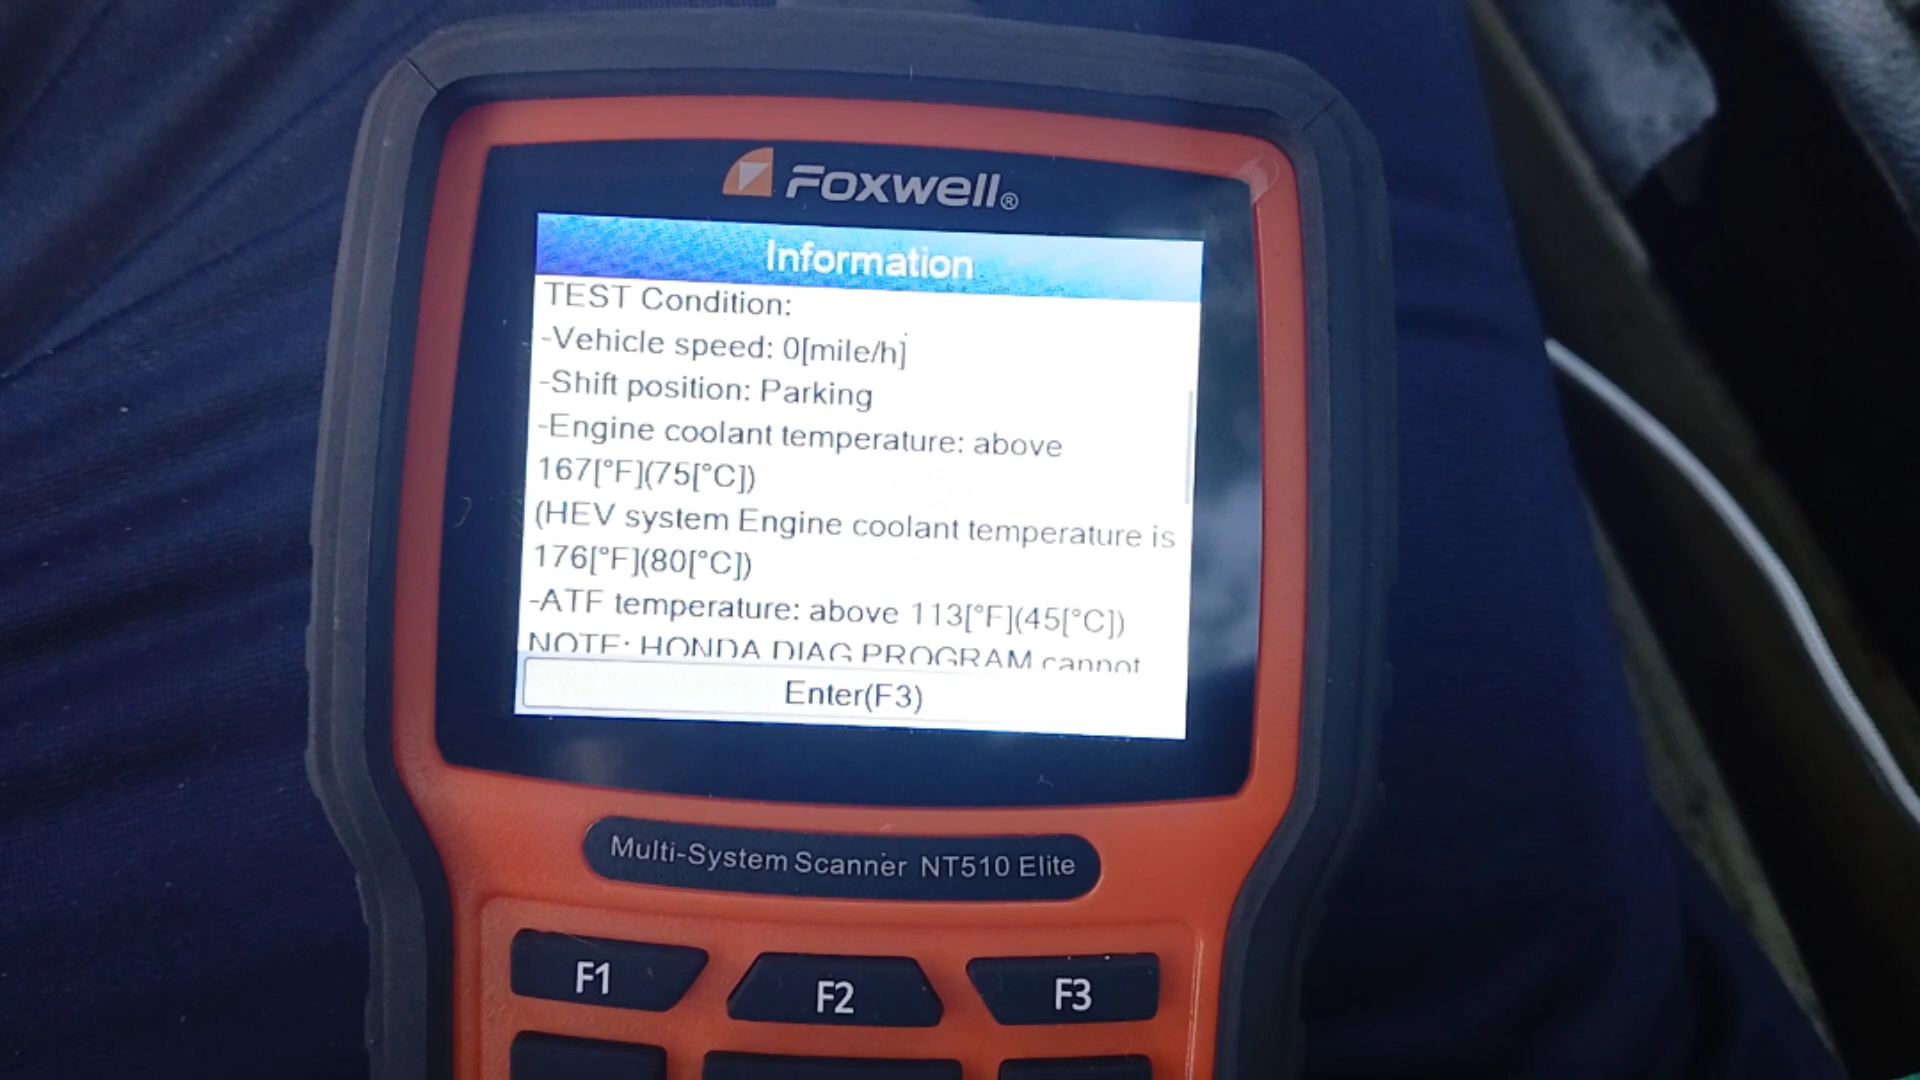 Foxwell®
Information
TEST Condition:
-Vehicle speed: 0[mile/h]
-Shift position: Parking
-Engine coolant temperature: above
167[°F](75[°C])
(HEV system Engine coolant temperature is
176[°F](80[°C])
-ATF temperature: above 113[°F](45[°C])
NOTE: HONDA DIAG PROGRAM cannot
Enter(F3)
Multi-System Scanner NT510 Elite
F1
F2
F3